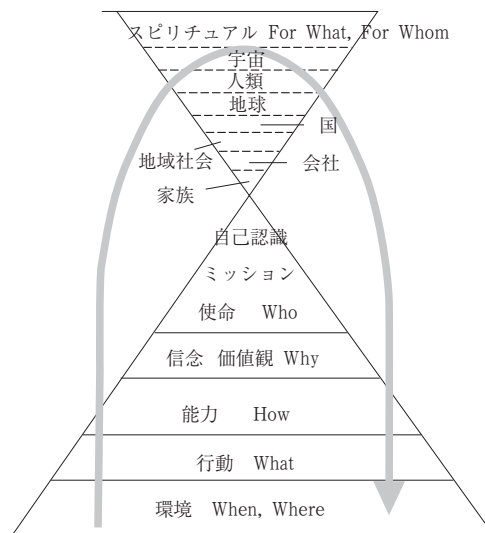 スピリチュアル For What, For Whom
宇宙
人類
地球
国
地域社会
会社
家族
自己認識
ミッション
使命 Who
信念 価値観 Why
能力 How
行動 What
環境 When, Where